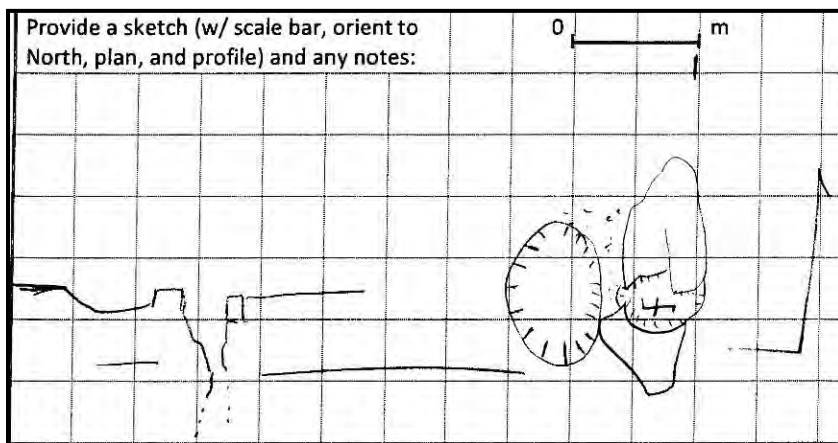 Provide a sketch (w/ scale bar, orient to 0 m
North, plan, and profile) and any notes:
1